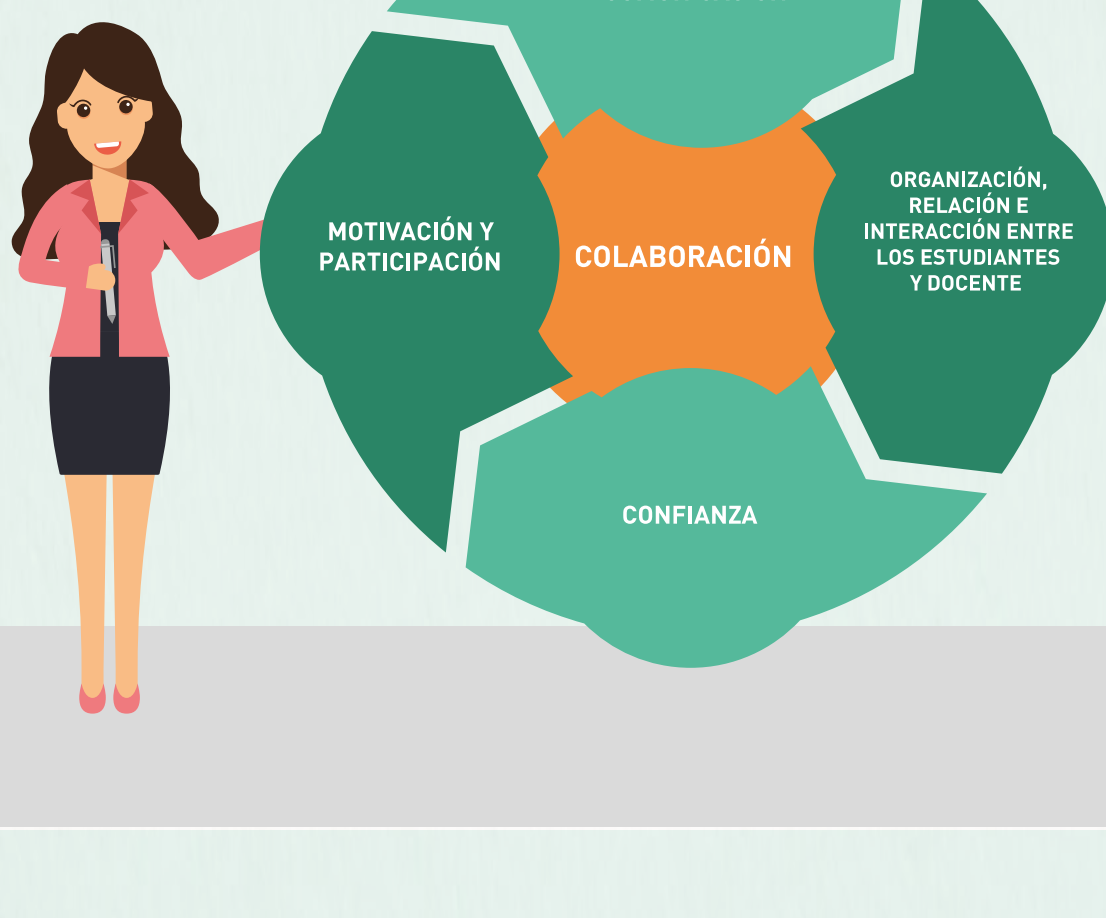 MOTIVACIÓN Y
PARTICIPACIÓN
COLABORACIÓN
ORGANIZACIÓN,
RELACIÓN E
INTERACCIÓN ENTRE
LOS ESTUDIANTES
Y DOCENTE
CONFIANZA